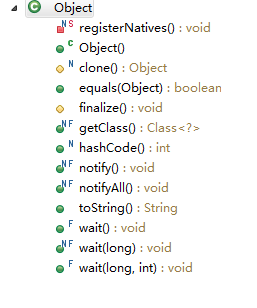 C Object
N S registerNatives() : void
C Object()
N clone() : Object
equals(Object) : boolean
finalize() : void
N F getClass() : Class<?>
N hashCode() : int
N F notify() : void
N F notifyAll() : void
toString() : String
F wait() : void
N F wait(long) : void
F wait(long, int) : void